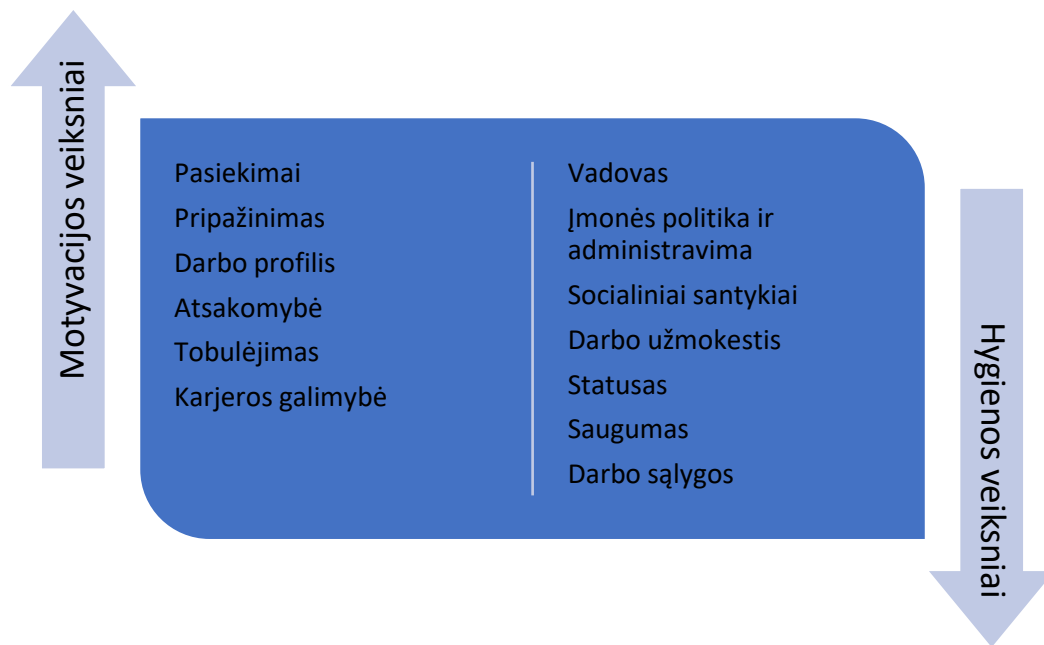 Motyvacijos veiksniai
Pasiekimai
Pripažinimas
Darbo profilis
Atsakomybė
Tobulėjimas
Karjeros galimybė
Vadovas
Įmonės politika ir
administravima
Socialiniai santykiai
Darbo užmokestis
Statusas
Saugumas
Darbo sąlygos
Hygienos veiksniai